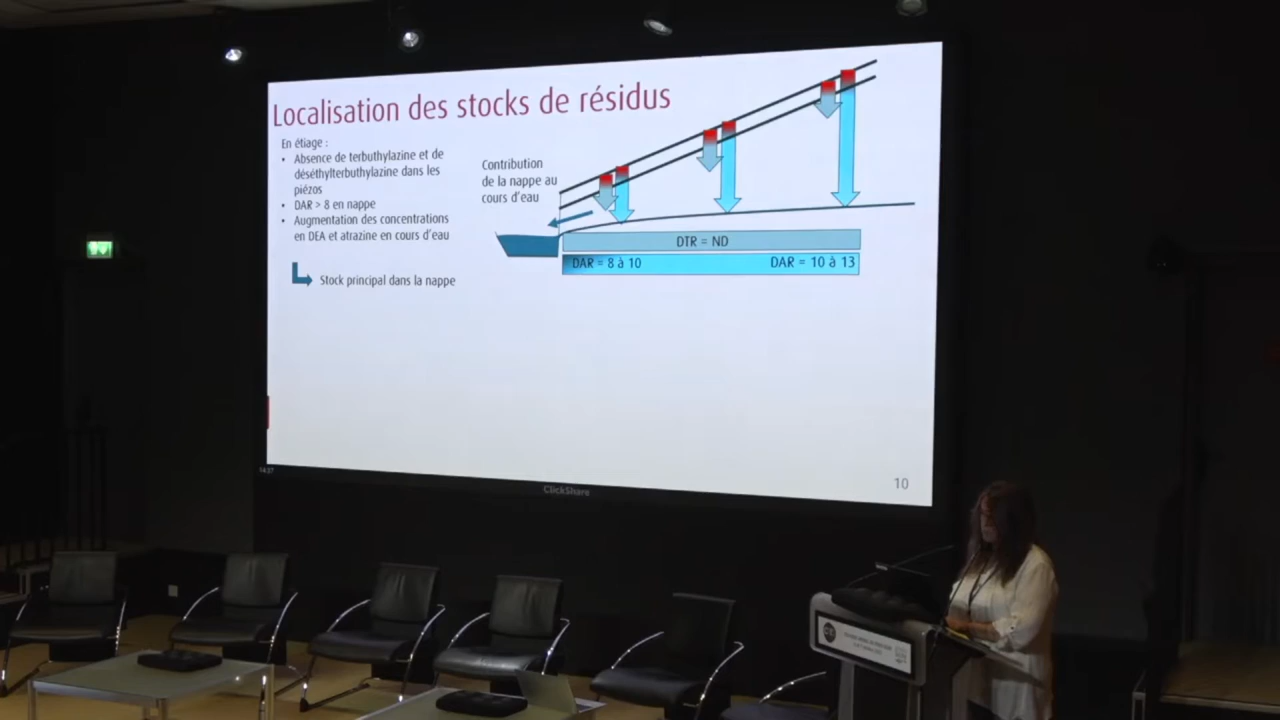 Localisation des stocks de résidus
En étiage :
• Absence de terbuthylazine et de
déséthylterbuthylazine dans les
piézos
• DAR > 8 en nappe
• Augmentation des concentrations
en DEA et atrazine en cours d'eau
Stock principal dans la nappe
Contribution
de la nappe au
cours d'eau
DTR = ND
DAR = 8 à 10
DAR = 10 à 13
14:37
10
ClickShare